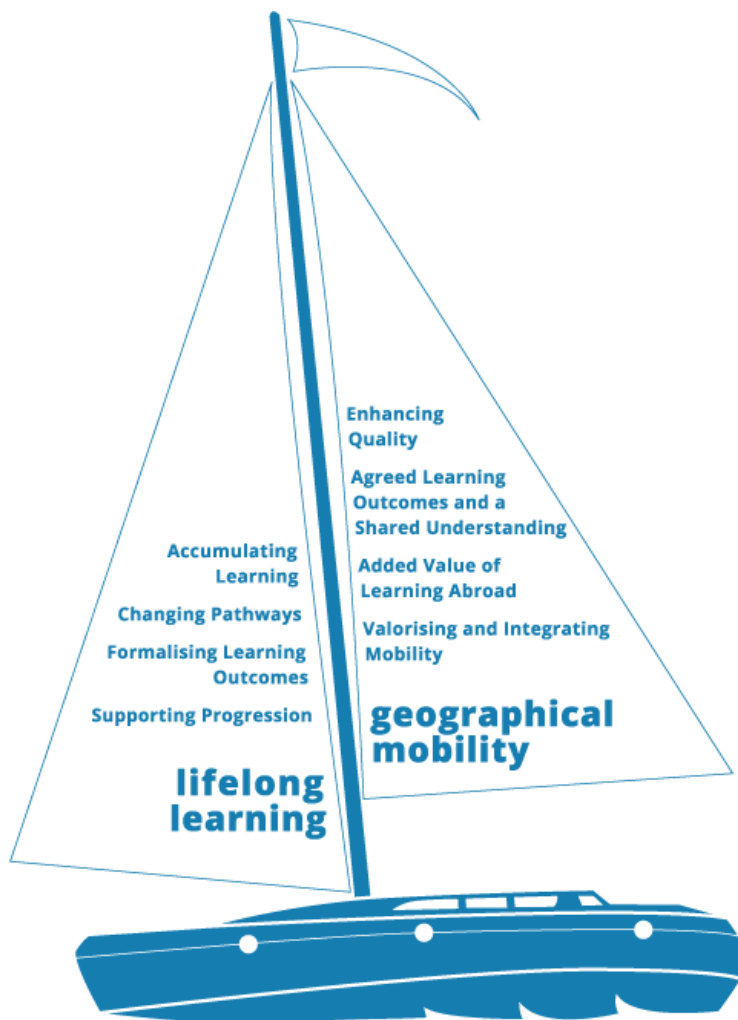 Accumulating
Learning
Changing Pathways
Formalising Learning
Outcomes
Supporting Progression
lifelong
learning
Enhancing
Quality
Agreed Learning
Outcomes and a
Shared Understanding
Added Value of
Learning Abroad
Valorising and Integrating
Mobility
geographical
mobility